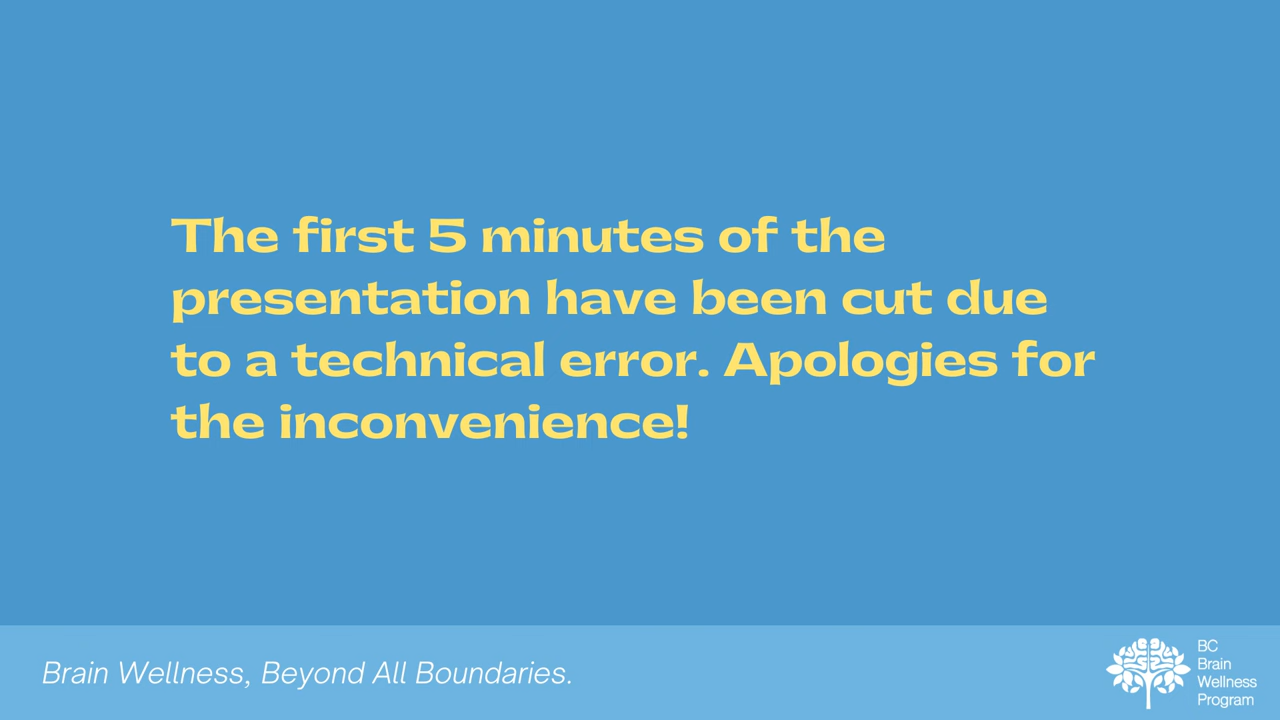 The first 5 minutes of the
presentation have been cut due
to a technical error. Apologies for
the inconvenience!
Brain Wellness, Beyond All Boundaries.
BC
Brain
Wellness
Program